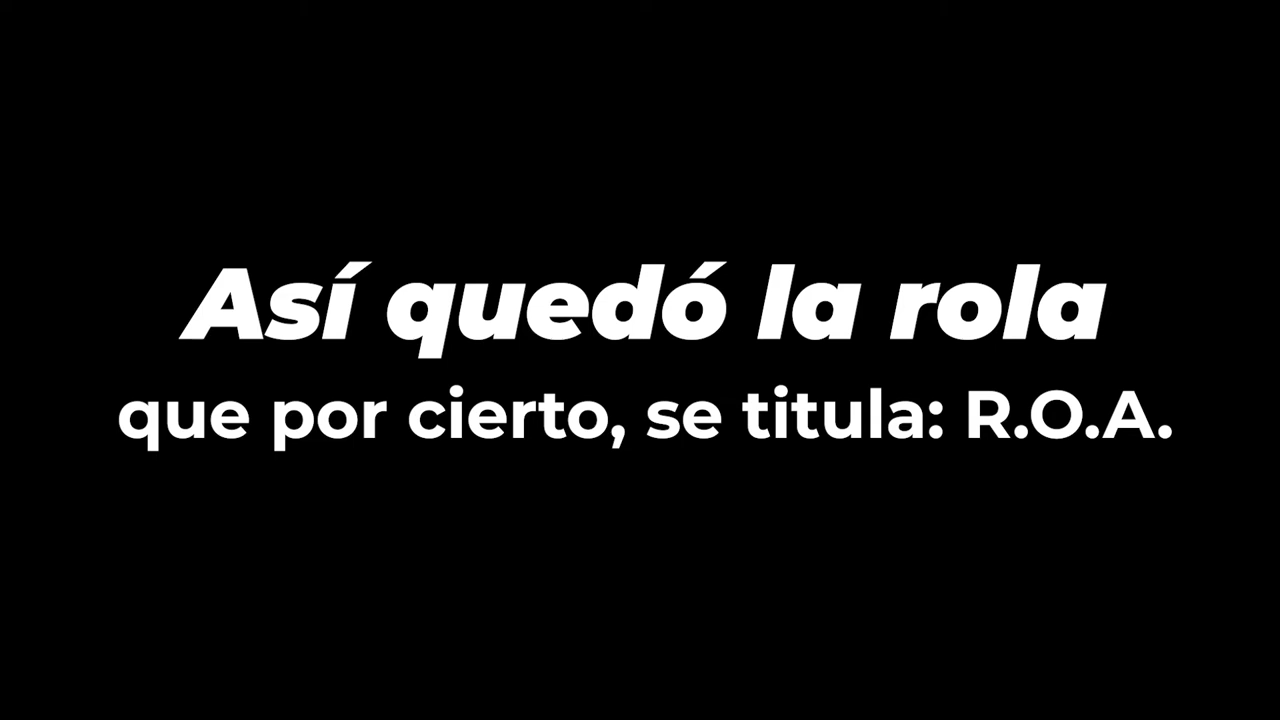 Así quedó la rola
que por cierto, se titula: R.O.A.